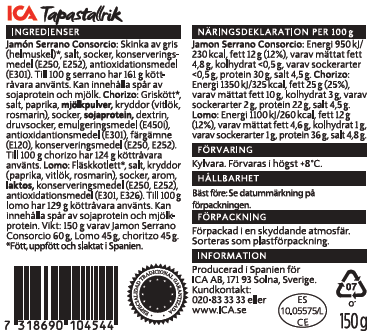 ICA Tapastallrik
INGREDIENSER
Jamón Serrano Consorcio: Skinka av gris
(helmuskel)*, salt, socker, konserverings-
medel (E250, E252), antioxidationsmedel
(E301). Till 100 g serrano har 161 g kött-
råvara använts. Kan innehålla spår av
sojaprotein och mjölk. Chorizo: Griskött*,
salt, paprika, mjölkpulver, kryddor (vitlök,
rosmarin), socker, sojaprotein, dextrin,
druvsocker, emulgeringsmedel (E450i),
antioxidationsmedel (E301), färgämne
(E120), konserveringsmedel (E250, E252).
Till 100 g chorizo har 124 g köttråvara
använts. Lomo: Fläskkotlett*, salt, kryddor
(paprika, vitlök, rosmarin), socker, arom,
laktos, konserveringsmedel (E250, E252),
antioxidationsmedel (E301, E326). Till 100 g
lomo har 129 g köttråvara använts. Kan
innehålla spår av sojaprotein och mjölk-
protein. Vikt: 150 g varav Jamon Serrano
Consorcio 60 g, Lomo 45 g, chorizo 45 g.
*Fött, uppfött och slaktat i Spanien.
7 318690 104544
NÄRINGSDEKLARATION PER 100 g
Jamon Serrano Consorcio: Energi 950 kJ/
230 kcal, fett 12 g (12%), varav mättat fett
4,8 g, kolhydrat <0,5 g, varav sockerarter
<0,5 g, protein 30 g, salt 4,5 g. Chorizo:
Energi 1350 kJ/325 kcal, fett 25 g (25%),
varav mättat fett 10 g, kolhydrat 3 g, varav
sockerarter 2 g, protein 22 g, salt 4,5 g.
Lomo: Energi 1100 kJ/260 kcal, fett 12 g
(12%), varav mättat fett 4,6 g, kolhydrat 1 g,
varav sockerarter 1 g, protein 36 g, salt 4,8 g.
FÖRVARING
Kylvara. Förvaras i högst +8°C.
HÅLLBARHET
Bäst före: Se datummärkning på
förpackningen.
FÖRPACKNING
Förpackad i en skyddande atmosfär.
Sorteras som plastförpackning.
INFORMATION
Producerad i Spanien för
ICA AB, 171 93 Solna, Sverige.
Kundkontakt:
020-83 33 33 eller
www.ICA.se
ES
10,05575/L
CE
07
150g